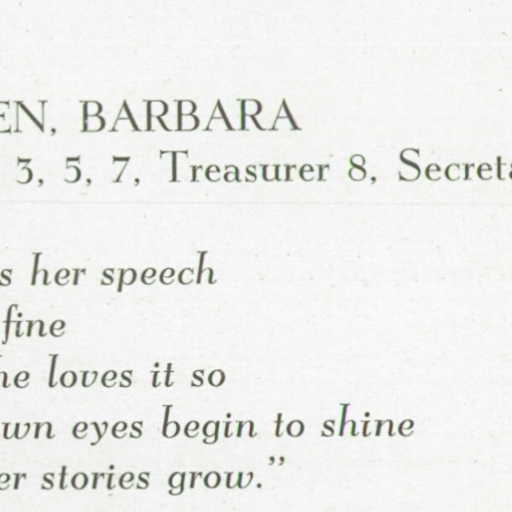 EN, BARBARA
3, 5, 7, Treasurer 8, Secreta
s her speech
fine
he loves it so
wn eyes begin to shine
er stories grow.”